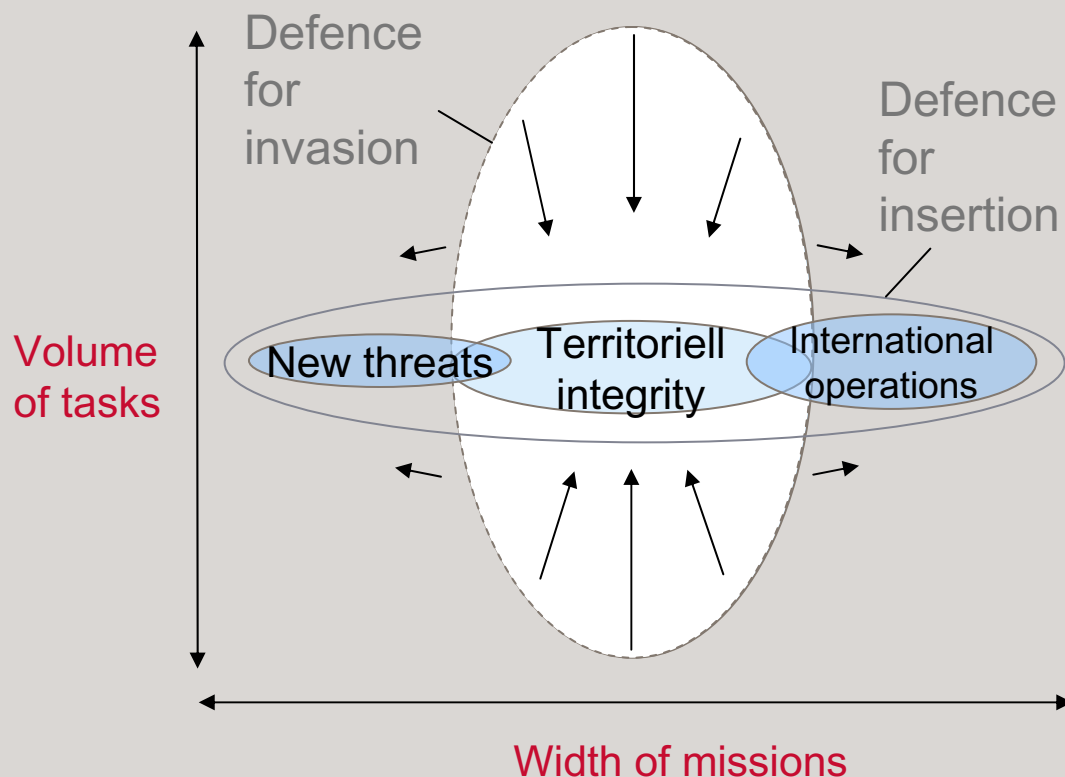 Defence
for
invasion
Defence
for
insertion
Volume
of tasks
New threats
Territoriell
integrity
International
operations
Width of missions